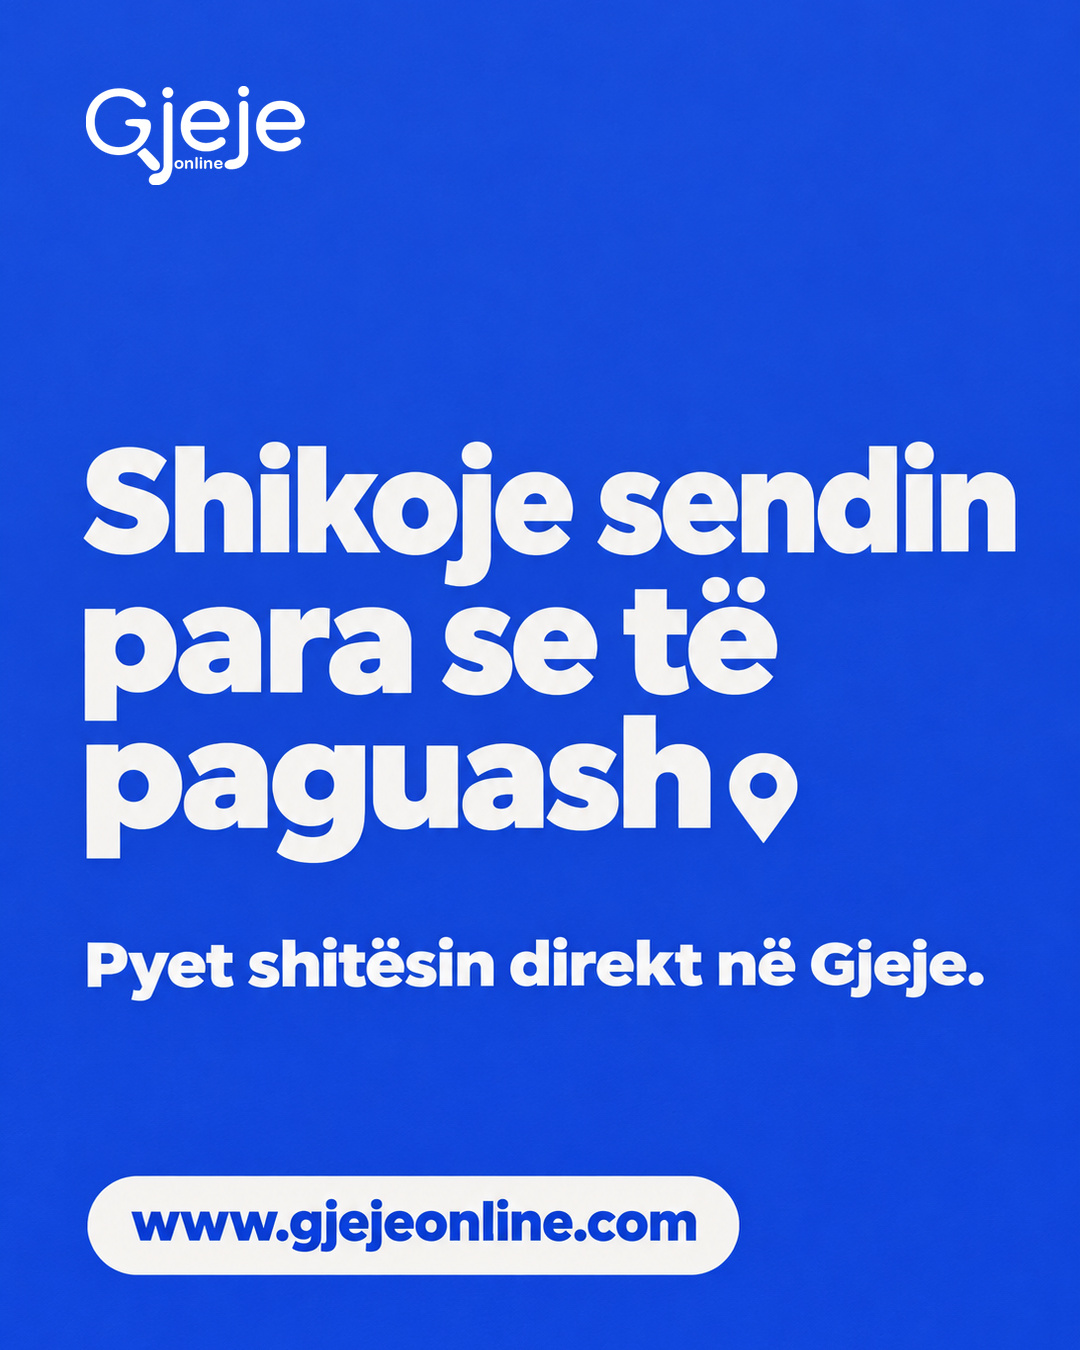 Gjeje
online
Shikoje sendin
para se të
paguash
Pyet shitësin direkt në Gjeje.
www.gjejeonline.com